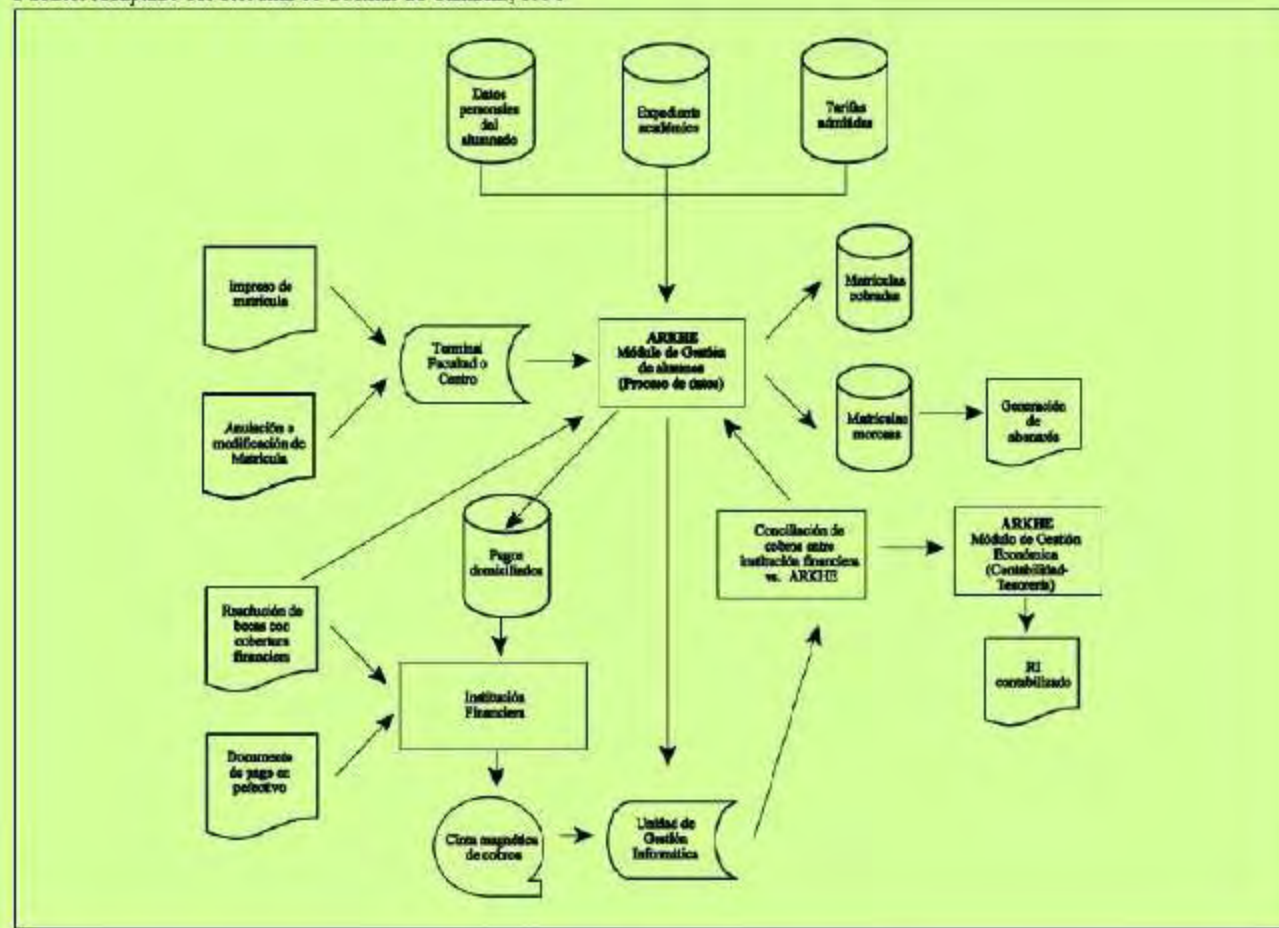 Datos
personales
del
alumnado
Expediente
académico
Tarifas
admitidas
Impreso de
matrícula
Matrículas
cobradas
Terminal
Facultad o
Centro
ARKHE
Módulo de Gestión
de alumnos
(Proceso de datos)
Anulación o
modificación de
Matrícula
Matrículas
morosas
Generación
de
Pagos
domiciliados
Conciliación de
cobros entre
institución financiera
vs. ARKHE
ARKHE
Módulo de Gestión
Económica
(Contabilidad-
Tesorería)
Resolución de
becas con
cobertura
financiera
Institución
Financiera
RI
contabilizado
Documento
de pago en
Cinta magnética
de cobros
Unidad de
Gestión
Informática